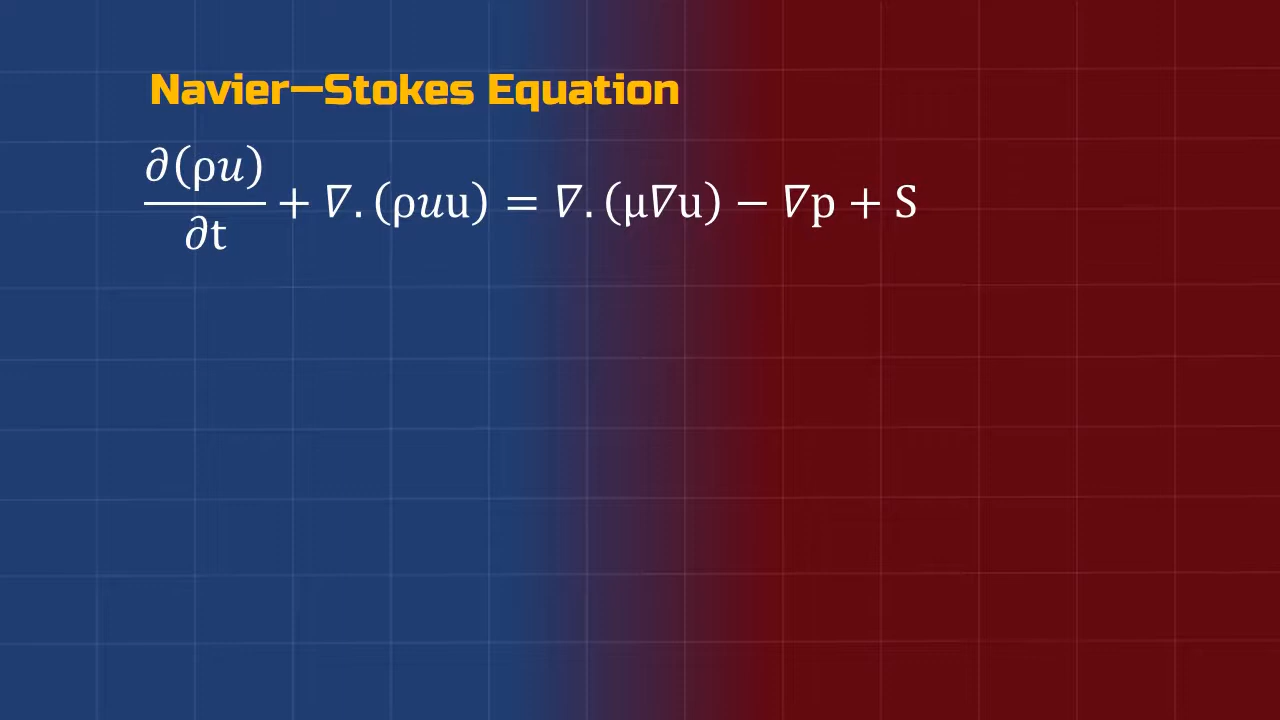 Navier—Stokes Equation
∂(ρu)/∂t + ∇.(ρuu) = ∇.(μ∇u) − ∇p + S